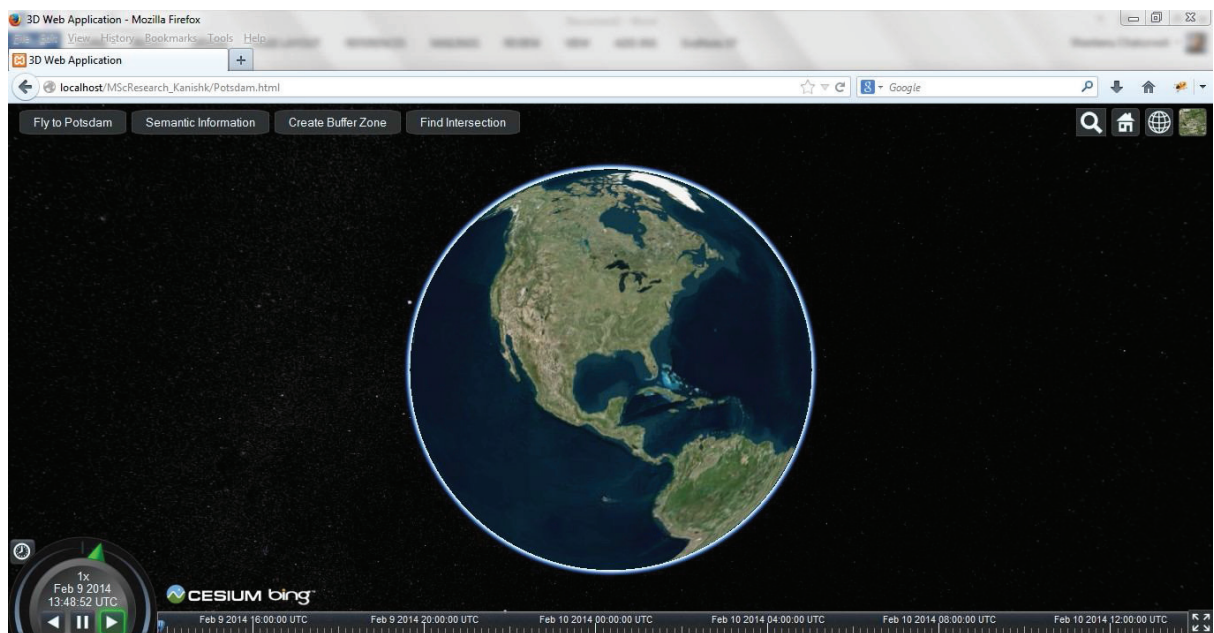 3D Web Application - Mozilla Firefox
View History Bookmarks Tools Help
3D Web Application
localhost/MScResearch_Kanishk/Potsdam.html
8 Google
Fly to Potsdam Semantic Information Create Buffer Zone Find Intersection
1x
Feb 9 2014
13:48:52 UTC
CESIUM bing
Feb 9 2014 16:00:00 UTC Feb 9 2014 20:00:00 UTC Feb 10 2014 00:00:00 UTC Feb 10 2014 04:00:00 UTC Feb 10 2014 08:00:00 UTC Feb 10 2014 12:00:00 UTC